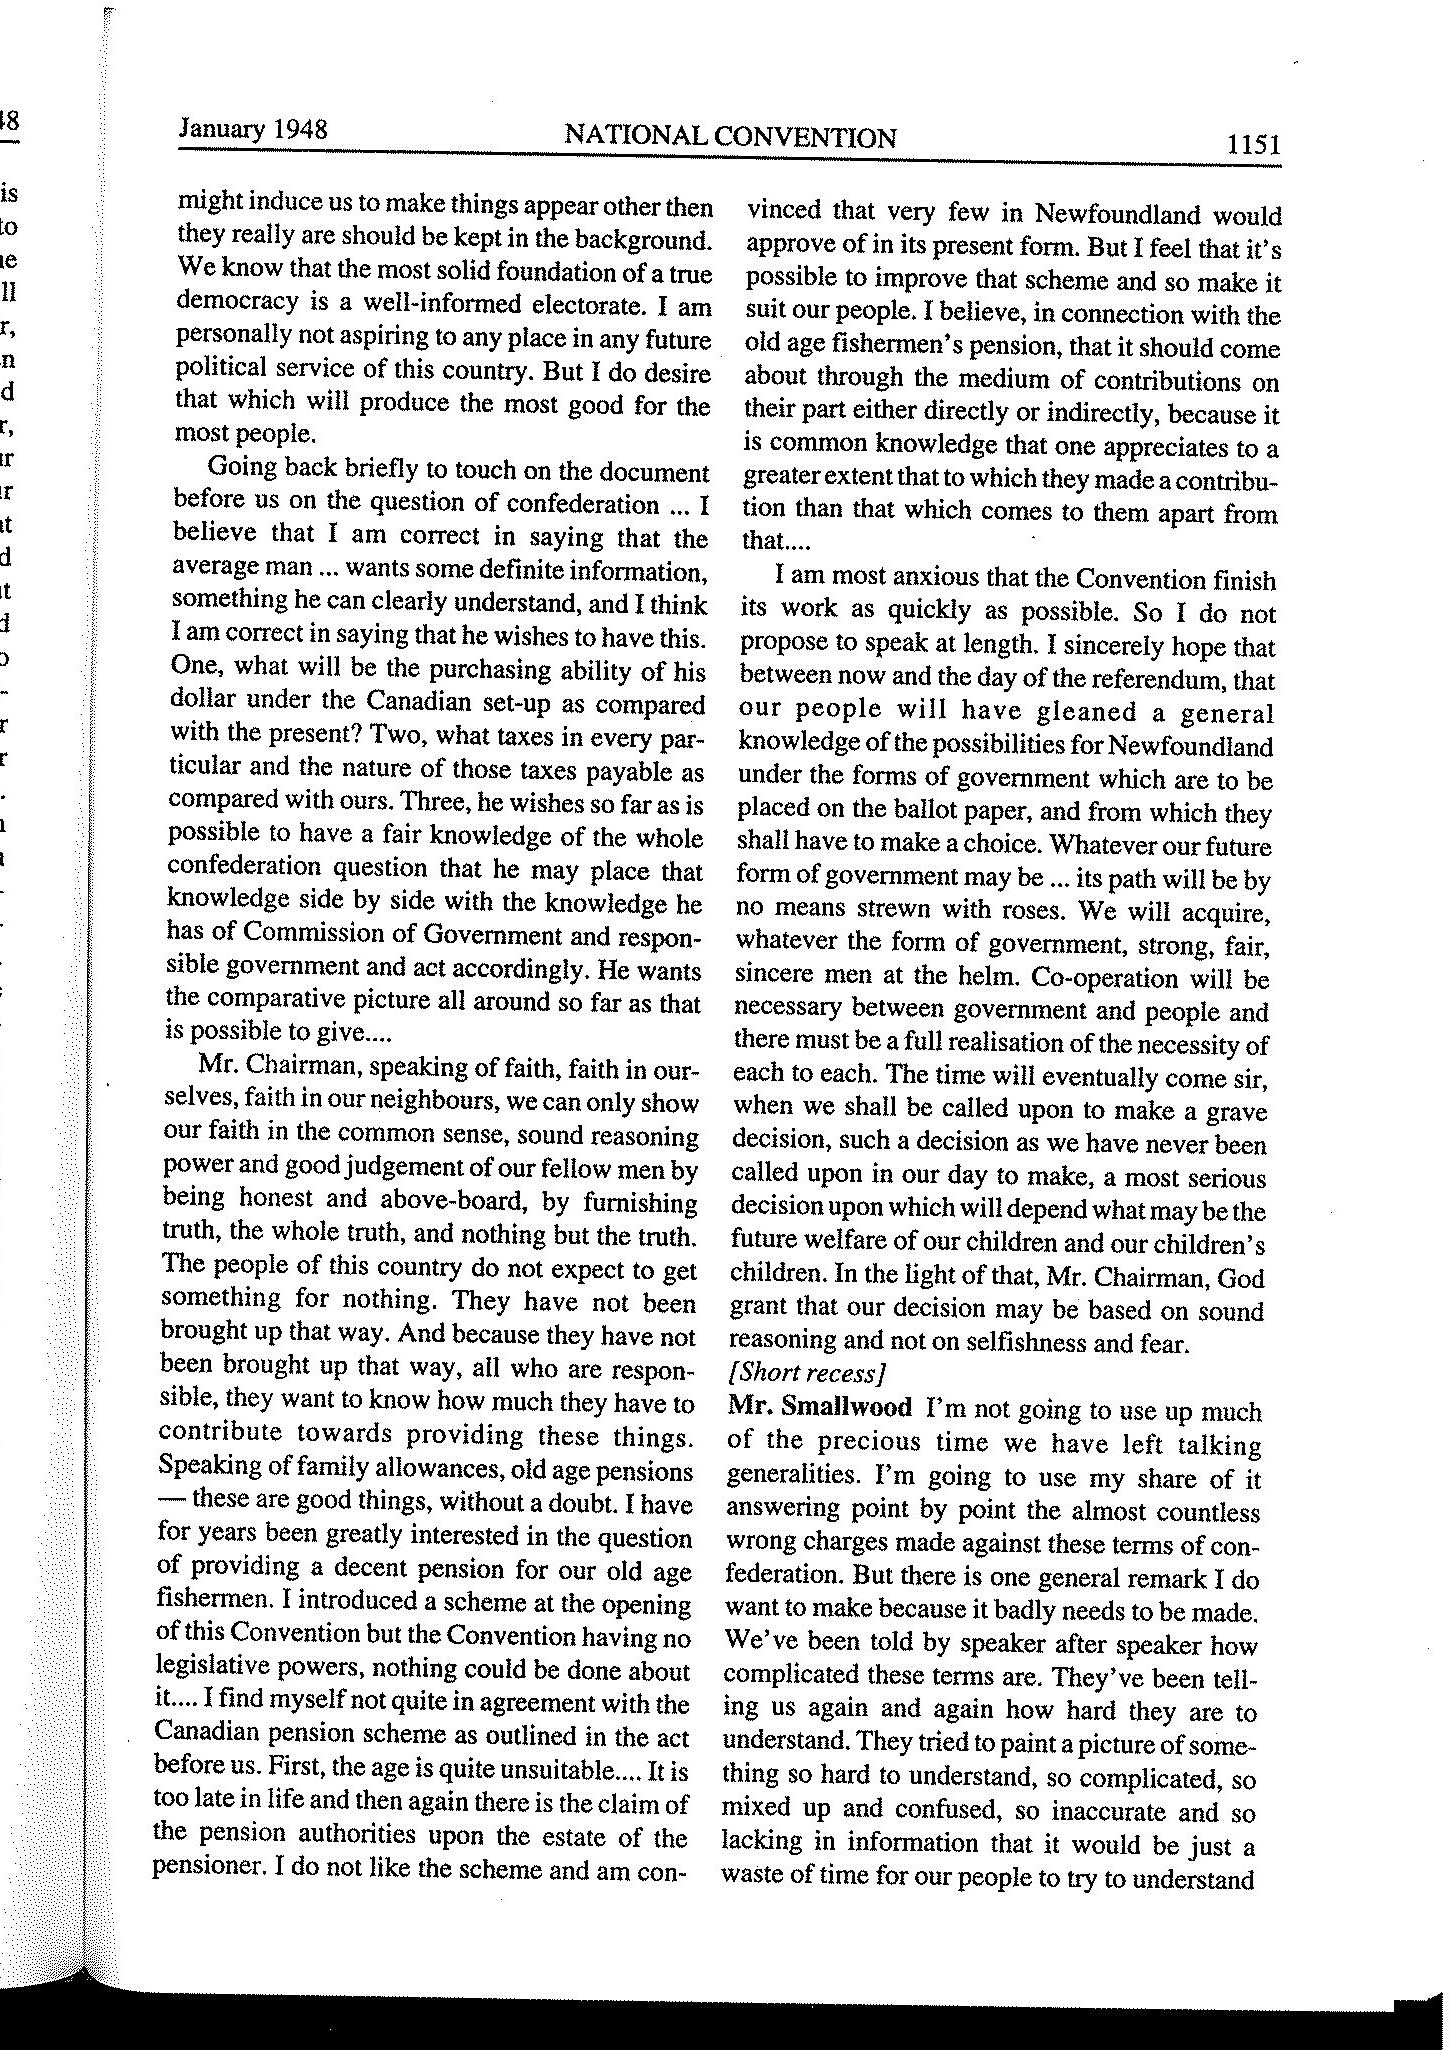 January 1948
NATIONAL CONVENTION
1151
might induce us to make things appear other then
they really are should be kept in the background.
We know that the most solid foundation of a true
democracy is a well-informed electorate. I am
personally not aspiring to any place in any future
political service of this country. But I do desire
that which will produce the most good for the
most people.
Going back briefly to touch on the document
before us on the question of confederation ... I
believe that I am correct in saying that the
average man ... wants some definite information,
something he can clearly understand, and I think
I am correct in saying that he wishes to have this.
One, what will be the purchasing ability of his
dollar under the Canadian set-up as compared
with the present? Two, what taxes in every par-
ticular and the nature of those taxes payable as
compared with ours. Three, he wishes so far as is
possible to have a fair knowledge of the whole
confederation question that he may place that
knowledge side by side with the knowledge he
has of Commission of Government and respon-
sible government and act accordingly. He wants
the comparative picture all around so far as that
is possible to give....
Mr. Chairman, speaking of faith, faith in our-
selves, faith in our neighbours, we can only show
our faith in the common sense, sound reasoning
power and good judgement of our fellow men by
being honest and above-board, by furnishing
truth, the whole truth, and nothing but the truth.
The people of this country do not expect to get
something for nothing. They have not been
brought up that way. And because they have not
been brought up that way, all who are respon-
sible, they want to know how much they have to
contribute towards providing these things.
Speaking of family allowances, old age pensions
— these are good things, without a doubt. I have
for years been greatly interested in the question
of providing a decent pension for our old age
fishermen. I introduced a scheme at the opening
of this Convention but the Convention having no
legislative powers, nothing could be done about
it.... I find myself not quite in agreement with the
Canadian pension scheme as outlined in the act
before us. First, the age is quite unsuitable.... It is
too late in life and then again there is the claim of
the pension authorities upon the estate of the
pensioner. I do not like the scheme and am con-
vinced that very few in Newfoundland would
approve of in its present form. But I feel that it's
possible to improve that scheme and so make it
suit our people. I believe, in connection with the
old age fishermen's pension, that it should come
about through the medium of contributions on
their part either directly or indirectly, because it
is common knowledge that one appreciates to a
greater extent that to which they made a contribu-
tion than that which comes to them apart from
that....
I am most anxious that the Convention finish
its work as quickly as possible. So I do not
propose to speak at length. I sincerely hope that
between now and the day of the referendum, that
our people will have gleaned a general
knowledge of the possibilities for Newfoundland
under the forms of government which are to be
placed on the ballot paper, and from which they
shall have to make a choice. Whatever our future
form of government may be ... its path will be by
no means strewn with roses. We will acquire,
whatever the form of government, strong, fair,
sincere men at the helm. Co-operation will be
necessary between government and people and
there must be a full realisation of the necessity of
each to each. The time will eventually come sir,
when we shall be called upon to make a grave
decision, such a decision as we have never been
called upon in our day to make, a most serious
decision upon which will depend what may be the
future welfare of our children and our children's
children. In the light of that, Mr. Chairman, God
grant that our decision may be based on sound
reasoning and not on selfishness and fear.
[Short recess]
Mr. Smallwood I'm not going to use up much
of the precious time we have left talking
generalities. I'm going to use my share of it
answering point by point the almost countless
wrong charges made against these terms of con-
federation. But there is one general remark I do
want to make because it badly needs to be made.
We've been told by speaker after speaker how
complicated these terms are. They've been tell-
ing us again and again how hard they are to
understand. They tried to paint a picture of some-
thing so hard to understand, so complicated, so
mixed up and confused, so inaccurate and so
lacking in information that it would be just a
waste of time for our people to try to understand